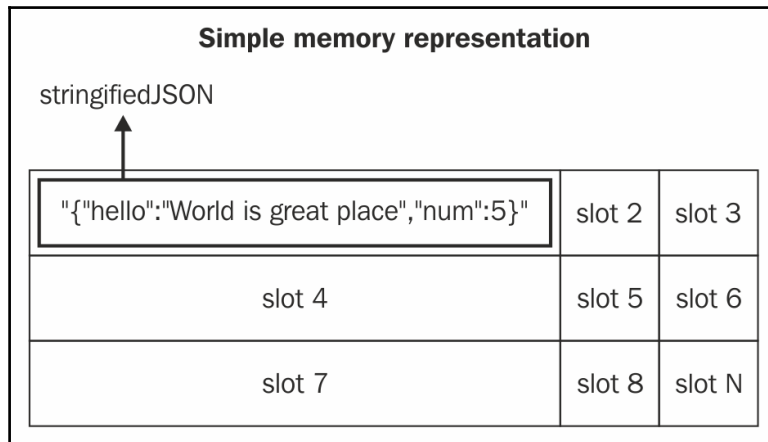 Simple memory representation
stringifiedJSON
"{"hello":"World is great place","num":5}"
slot 2
slot 3
slot 4
slot 5
slot 6
slot 7
slot 8
slot N